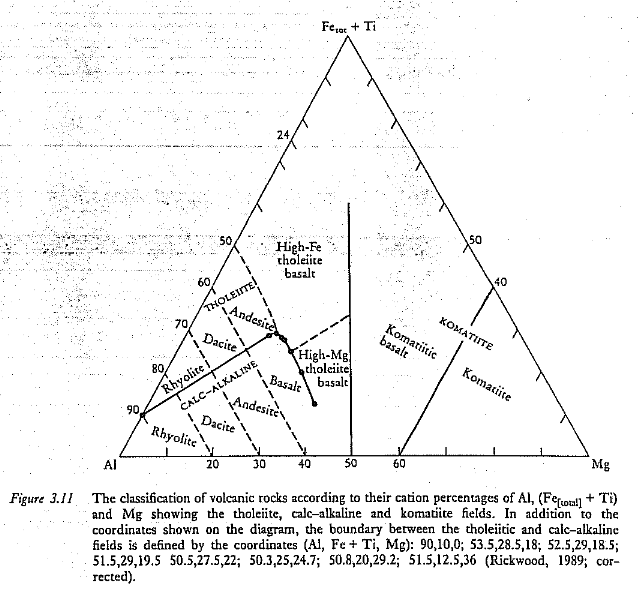 Fe[tot] + Ti
24
50
50
High-Fe
tholeiite
basalt
60
40
THOLEIITE
70
Andesite
KOMATIITE
Dacite
Komatiitic
basalt
High-Mg
tholeiite
basalt
80
Rhyolite
CALC-ALKALINE
Basalt
Komatiite
90
Andesite
Dacite
Rhyolite
Al
20
30
40
50
60
Mg
Figure 3.11 The classification of volcanic rocks according to their cation percentages of Al, (Fe[total] + Ti)
and Mg showing the tholeiite, calc-alkaline and komatiite fields. In addition to the
coordinates shown on the diagram, the boundary between the tholeiitic and calc-alkaline
fields is defined by the coordinates (Al, Fe + Ti, Mg): 90,10,0; 53.5,28.5,18; 52.5,29,18.5;
51.5,29,19.5 50.5,27.5,22; 50.3,25,24.7; 50.8,20,29.2; 51.5,12.5,36 (Rickwood, 1989; cor-
rected).